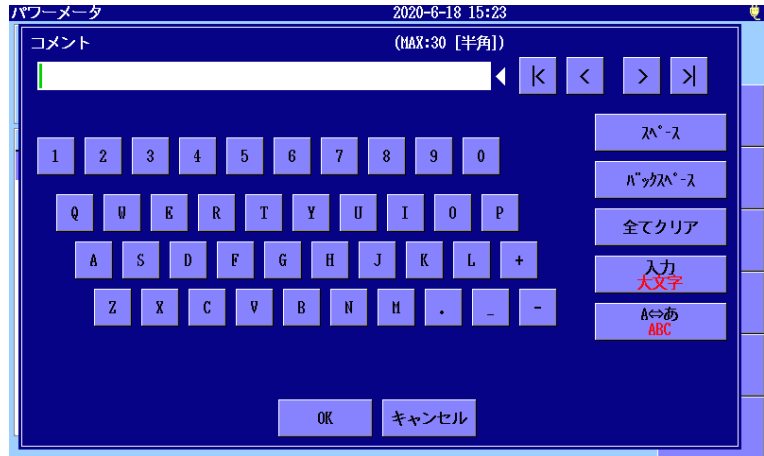 パワーメータ 2020-6-18 15:23
コメント (MAX:30 [半角])
|< < > >|
ｽﾍﾟｰｽ
1 2 3 4 5 6 7 8 9 0
ﾊﾞｯｸｽﾍﾟｰｽ
Q W E R T Y U I O P
全てクリア
A S D F G H J K L +
入力
大文字
Z X C V B N M . _ -
A⇔あ
ABC
OK キャンセル